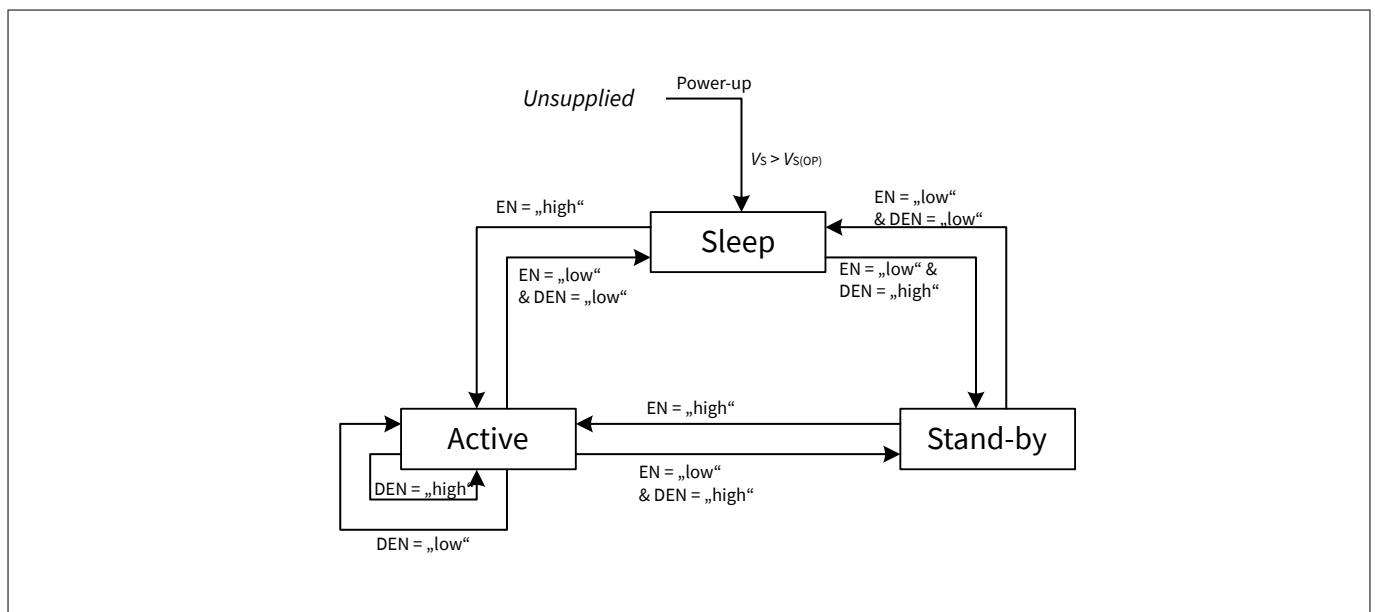 Power-up
Unsupplied
VS > VS(OP)
EN = „low“
& DEN = „low“
EN = „high“
Sleep
EN = „low“
& DEN = „low“
EN = „low“ &
DEN = „high“
EN = „high“
Active
Stand-by
EN = „low“
& DEN = „high“
DEN = „high“
DEN = „low“